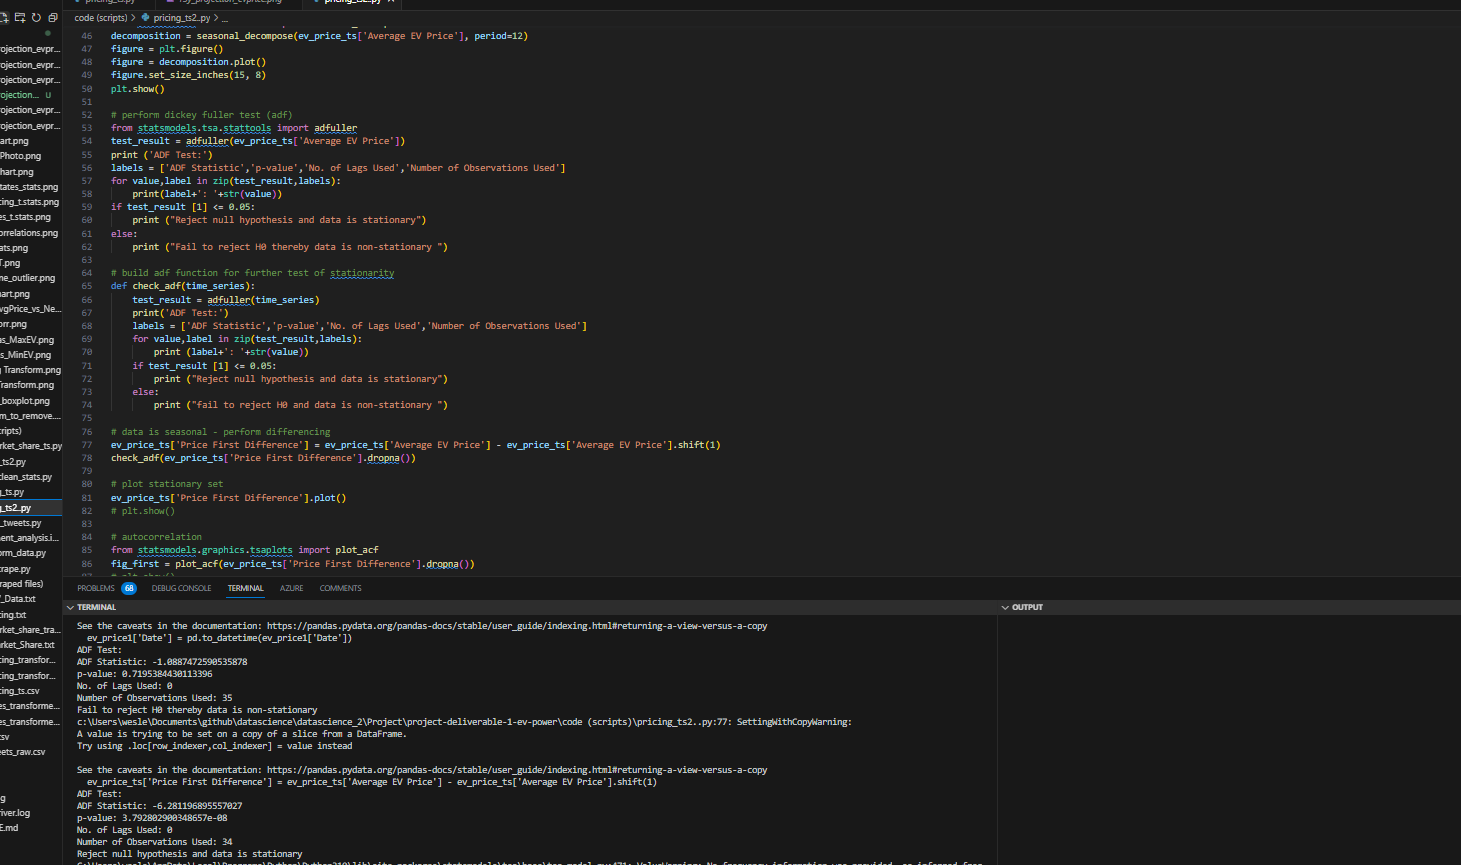 pricing_ts2..py
code (scripts) > pricing_ts2..py > ...
ojection_evpr...
ojection_evpr...
ojection_evpr...
ojection... U
ojection_evpr...
ojection_evpr...
art.png
Photo.png
hart.png
tates_stats.png
cing_t.stats.png
es_t.stats.png
orrelations.png
ats.png
T.png
ne_outlier.png
art.png
vgPrice_vs_Ne...
orr.png
as_MaxEV.png
s_MinEV.png
g Transform.png
Transform.png
_boxplot.png
m_to_remove....
cripts)
rket_share_ts.py
_ts2.py
clean_stats.py
g_ts.py
g_ts2..py
_tweets.py
ent_analysis.i...
orm_data.py
crape.py
raped files)
V_Data.txt
cing.txt
rket_share_tra...
rket_Share.txt
cing_transfor...
cing_transfor...
cing_ts.csv
es_transforme...
es_transforme...
sv
eets_raw.csv
g
river.log
E.md
46 decomposition = seasonal_decompose(ev_price_ts['Average EV Price'], period=12)
47 figure = plt.figure()
48 figure = decomposition.plot()
49 figure.set_size_inches(15, 8)
50 plt.show()
51
52 # perform dickey fuller test (adf)
53 from statsmodels.tsa.stattools import adfuller
54 test_result = adfuller(ev_price_ts['Average EV Price'])
55 print ('ADF Test:')
56 labels = ['ADF Statistic','p-value','No. of Lags Used','Number of Observations Used']
57 for value,label in zip(test_result,labels):
58 print(label+': '+str(value))
59 if test_result [1] <= 0.05:
60 print ("Reject null hypothesis and data is stationary")
61 else:
62 print ("Fail to reject H0 thereby data is non-stationary ")
63
64 # build adf function for further test of stationarity
65 def check_adf(time_series):
66 test_result = adfuller(time_series)
67 print('ADF Test:')
68 labels = ['ADF Statistic','p-value','No. of Lags Used','Number of Observations Used']
69 for value,label in zip(test_result,labels):
70 print (label+': '+str(value))
71 if test_result [1] <= 0.05:
72 print ("Reject null hypothesis and data is stationary")
73 else:
74 print ("fail to reject H0 and data is non-stationary ")
75
76 # data is seasonal - perform differencing
77 ev_price_ts['Price First Difference'] = ev_price_ts['Average EV Price'] - ev_price_ts['Average EV Price'].shift(1)
78 check_adf(ev_price_ts['Price First Difference'].dropna())
79
80 # plot stationary set
81 ev_price_ts['Price First Difference'].plot()
82 # plt.show()
83
84 # autocorrelation
85 from statsmodels.graphics.tsaplots import plot_acf
86 fig_first = plot_acf(ev_price_ts['Price First Difference'].dropna())
PROBLEMS 68 DEBUG CONSOLE TERMINAL AZURE COMMENTS
TERMINAL
OUTPUT
See the caveats in the documentation: https://pandas.pydata.org/pandas-docs/stable/user_guide/indexing.html#returning-a-view-versus-a-copy
ev_price1['Date'] = pd.to_datetime(ev_price1['Date'])
ADF Test:
ADF Statistic: -1.0887472590535878
p-value: 0.7195384430113396
No. of Lags Used: 0
Number of Observations Used: 35
Fail to reject H0 thereby data is non-stationary
c:\Users\wesle\Documents\github\datascience\datascience_2\Project\project-deliverable-1-ev-power\code (scripts)\pricing_ts2..py:77: SettingWithCopyWarning:
A value is trying to be set on a copy of a slice from a DataFrame.
Try using .loc[row_indexer,col_indexer] = value instead
See the caveats in the documentation: https://pandas.pydata.org/pandas-docs/stable/user_guide/indexing.html#returning-a-view-versus-a-copy
ev_price_ts['Price First Difference'] = ev_price_ts['Average EV Price'] - ev_price_ts['Average EV Price'].shift(1)
ADF Test:
ADF Statistic: -6.281196895557027
p-value: 3.792802900348657e-08
No. of Lags Used: 0
Number of Observations Used: 34
Reject null hypothesis and data is stationary